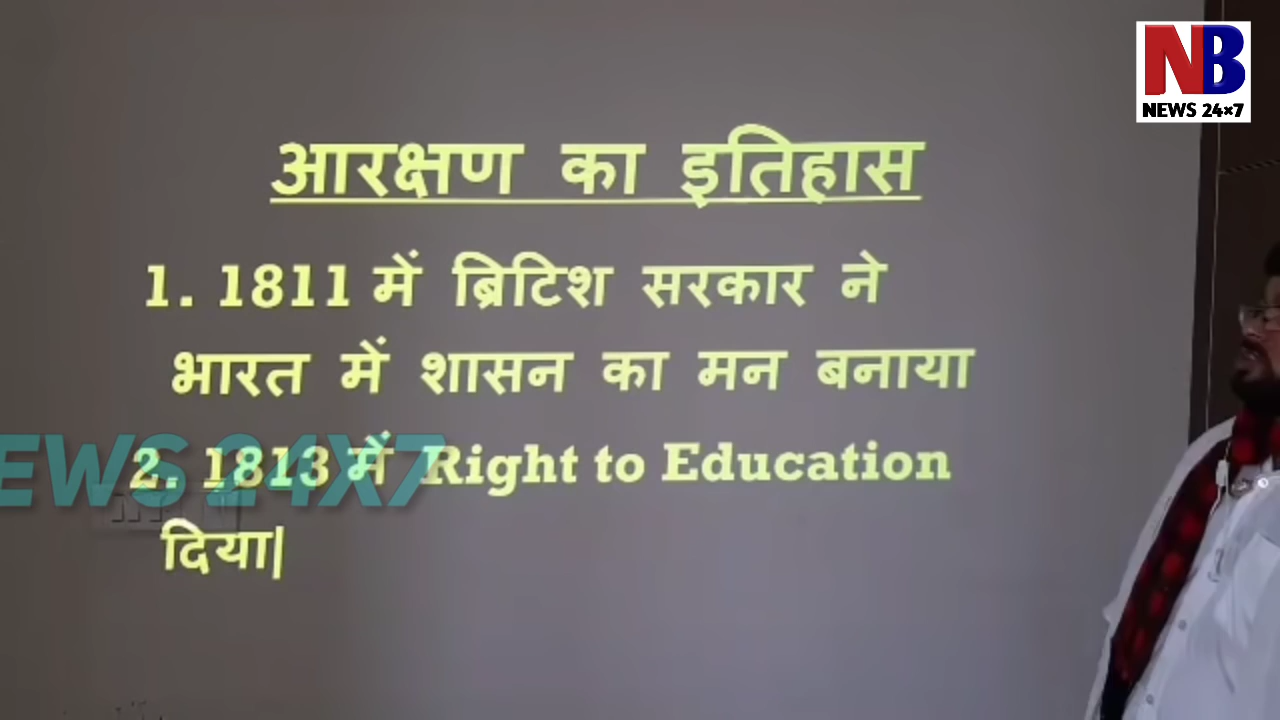 NB
NEWS 24×7
आरक्षण का इतिहास
1. 1811 में ब्रिटिश सरकार ने
भारत में शासन का मन बनाया
2. 1813 में Right to Education
दिया|
EWS 24X7